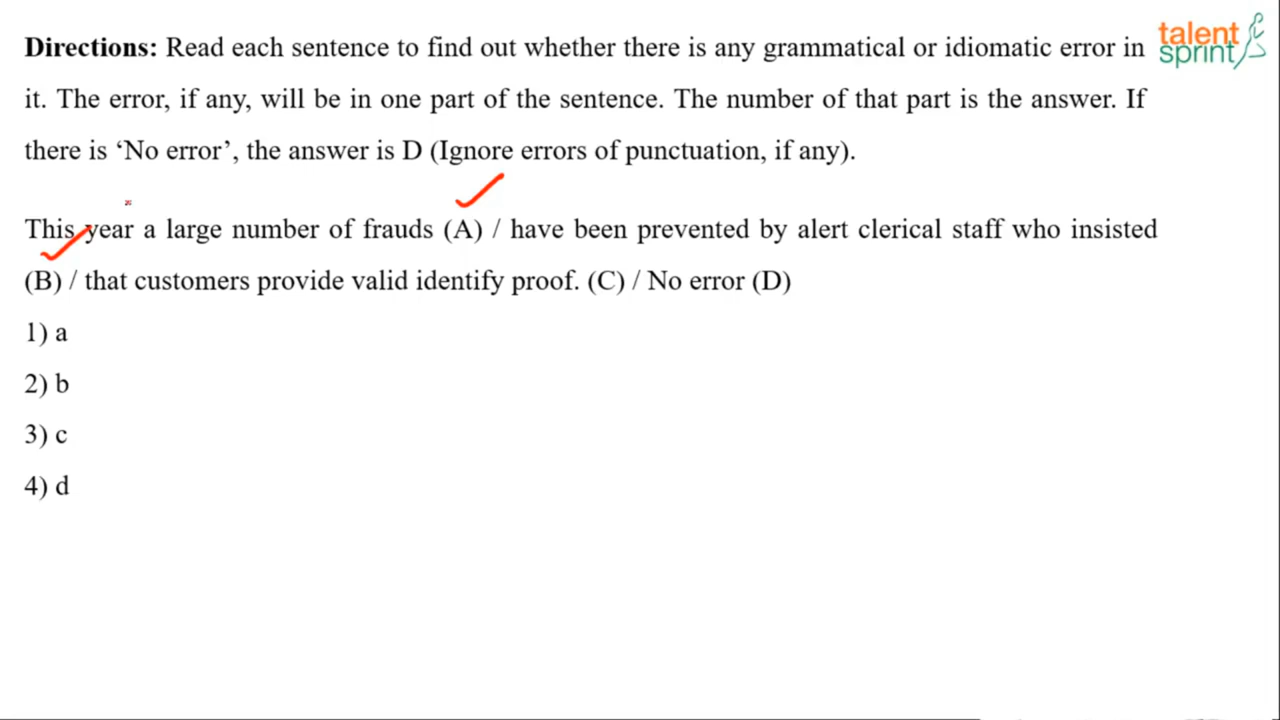 Directions: Read each sentence to find out whether there is any grammatical or idiomatic error in
it. The error, if any, will be in one part of the sentence. The number of that part is the answer. If
there is ‘No error’, the answer is D (Ignore errors of punctuation, if any).
talent
sprint
This year a large number of frauds (A) / have been prevented by alert clerical staff who insisted
(B) / that customers provide valid identify proof. (C) / No error (D)
1) a
2) b
3) c
4) d